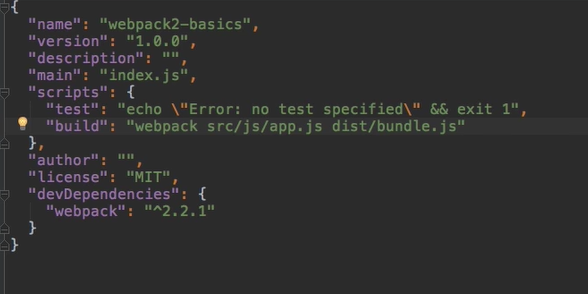 {
  "name": "webpack2-basics",
  "version": "1.0.0",
  "description": "",
  "main": "index.js",
  "scripts": {
    "test": "echo \"Error: no test specified\" && exit 1",
    "build": "webpack src/js/app.js dist/bundle.js"
  },
  "author": "",
  "license": "MIT",
  "devDependencies": {
    "webpack": "^2.2.1"
  }
}